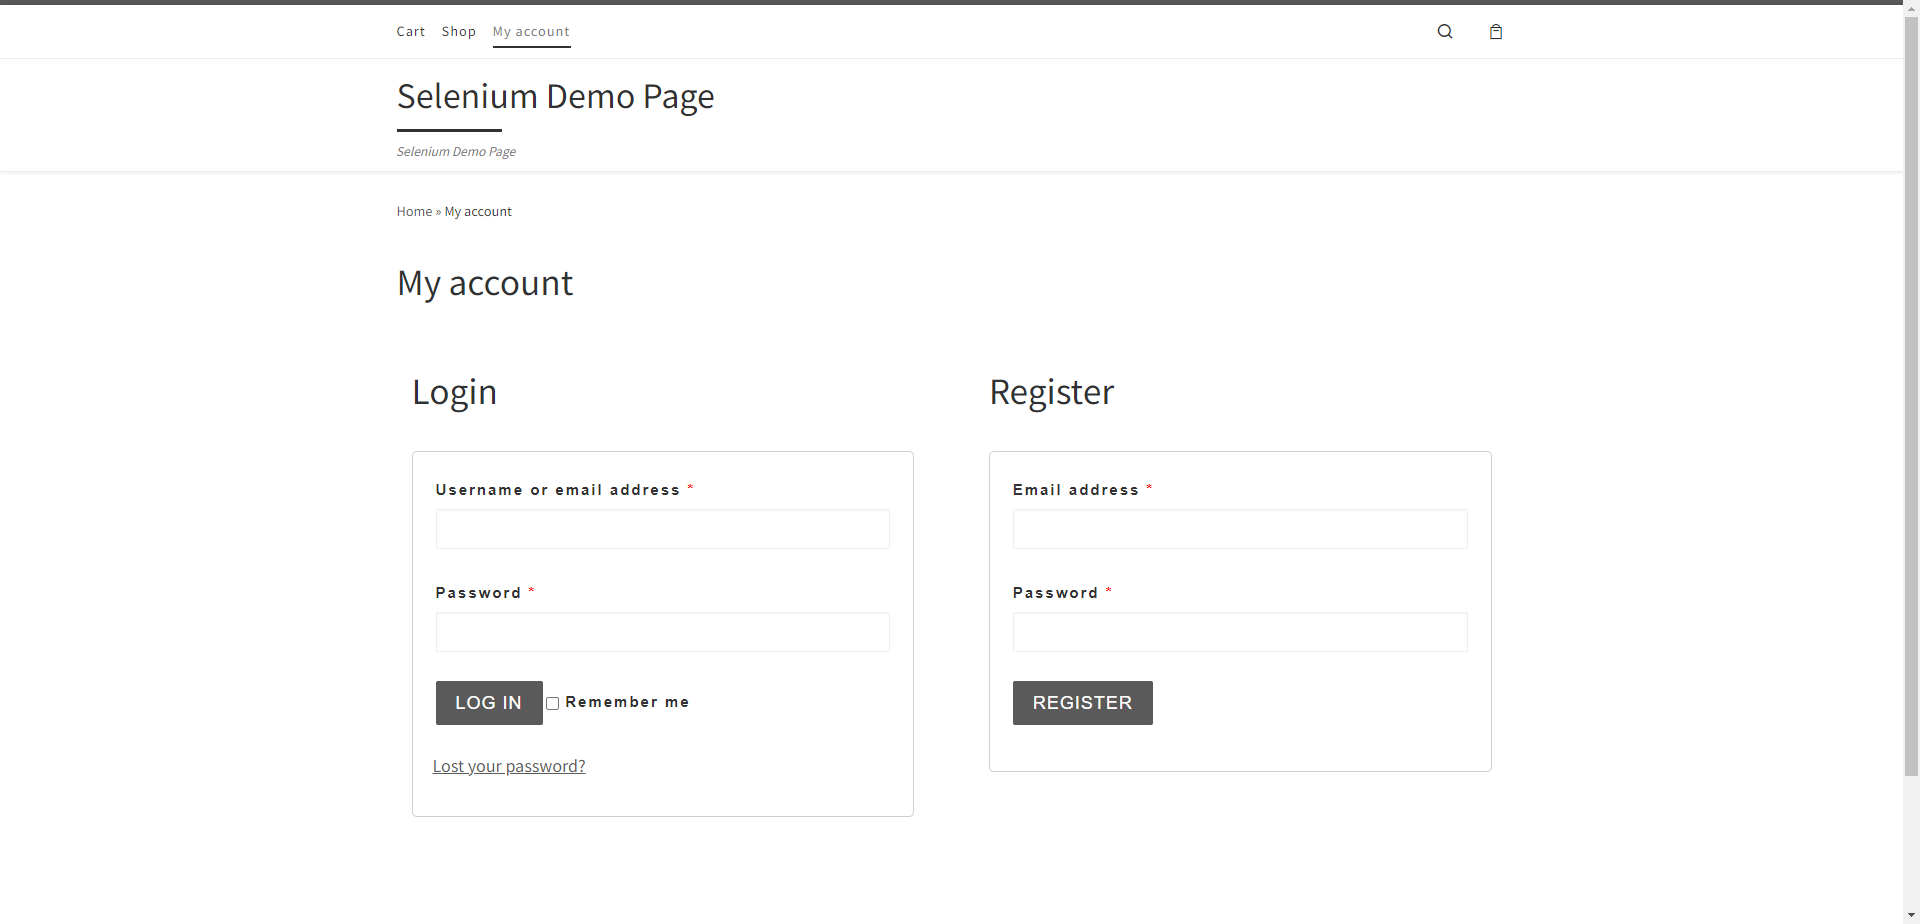 Cart Shop My account
Selenium Demo Page
Selenium Demo Page
Home » My account
My account
Login
Username or email address *
Password *
LOG IN Remember me
Lost your password?
Register
Email address *
Password *
REGISTER